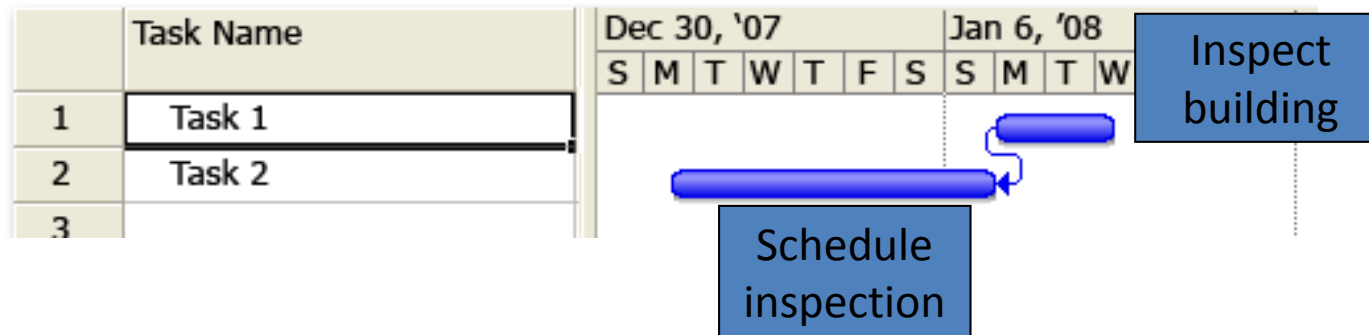 Task Name
Dec 30, '07
Jan 6, '08
S M T W T F S S M T W
1 Task 1
2 Task 2
3
Inspect
building
Schedule
inspection